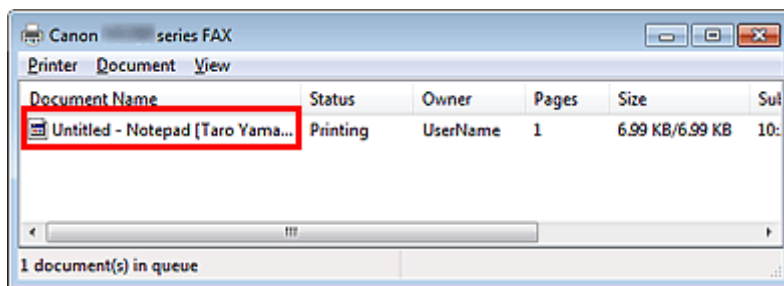 Canon series FAX
Printer Document View
Document Name Status Owner Pages Size Sul
Untitled - Notepad [Taro Yama... Printing UserName 1 6.99 KB/6.99 KB 10:
1 document(s) in queue